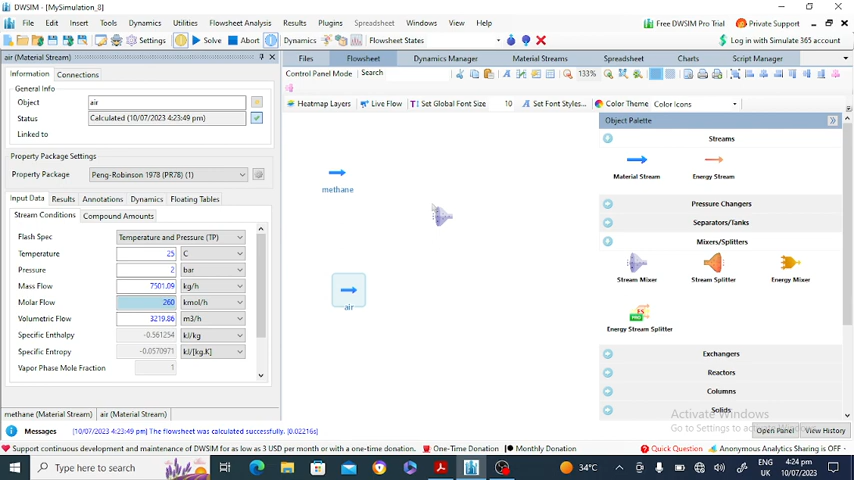 DWSIM - [MySimulation_8]
File Edit Insert Tools Dynamics Utilities Flowsheet Analysis Results Plugins Spreadsheet Windows View Help
Free DWSIM Pro Trial Private Support
Settings Solve Abort Dynamics Flowsheet States Log in with Simulate 365 account
air (Material Stream)
Files Flowsheet Dynamics Manager Material Streams Spreadsheet Charts Script Manager
Information Connections
Control Panel Mode Search 133%
General Info
Object air
Status Calculated (10/07/2023 4:23:49 pm)
Linked to
Heatmap Layers Live Flow Set Global Font Size 10 Set Font Styles... Color Theme Color Icons
Object Palette
Streams
Material Stream Energy Stream
Pressure Changers
Separators/Tanks
Mixers/Splitters
Stream Mixer Stream Splitter Energy Mixer
Energy Stream Splitter
Exchangers
Reactors
Columns
Solids
methane
air
Property Package Settings
Property Package Peng-Robinson 1978 (PR78) (1)
Input Data Results Annotations Dynamics Floating Tables
Stream Conditions Compound Amounts
Flash Spec Temperature and Pressure (TP)
Temperature 25 C
Pressure 2 bar
Mass Flow 7501.09 kg/h
Molar Flow 260 kmol/h
Volumetric Flow 3219.86 m3/h
Specific Enthalpy -0.561254 kJ/kg
Specific Entropy -0.0570971 kJ/[kg.K]
Vapor Phase Mole Fraction 1
methane (Material Stream) air (Material Stream)
Activate Windows
Go to Settings to activate
Messages [10/07/2023 4:23:49 pm] The flowsheet was calculated successfully. [0.02216s] Open Panel View History
Support continuous development and maintenance of DWSIM for as low as 3 USD per month or with a one-time donation. One-Time Donation Monthly Donation Quick Question Anonymous Analytics Sharing is OFF
Type here to search 34°C ENG UK 4:24 pm 10/07/2023